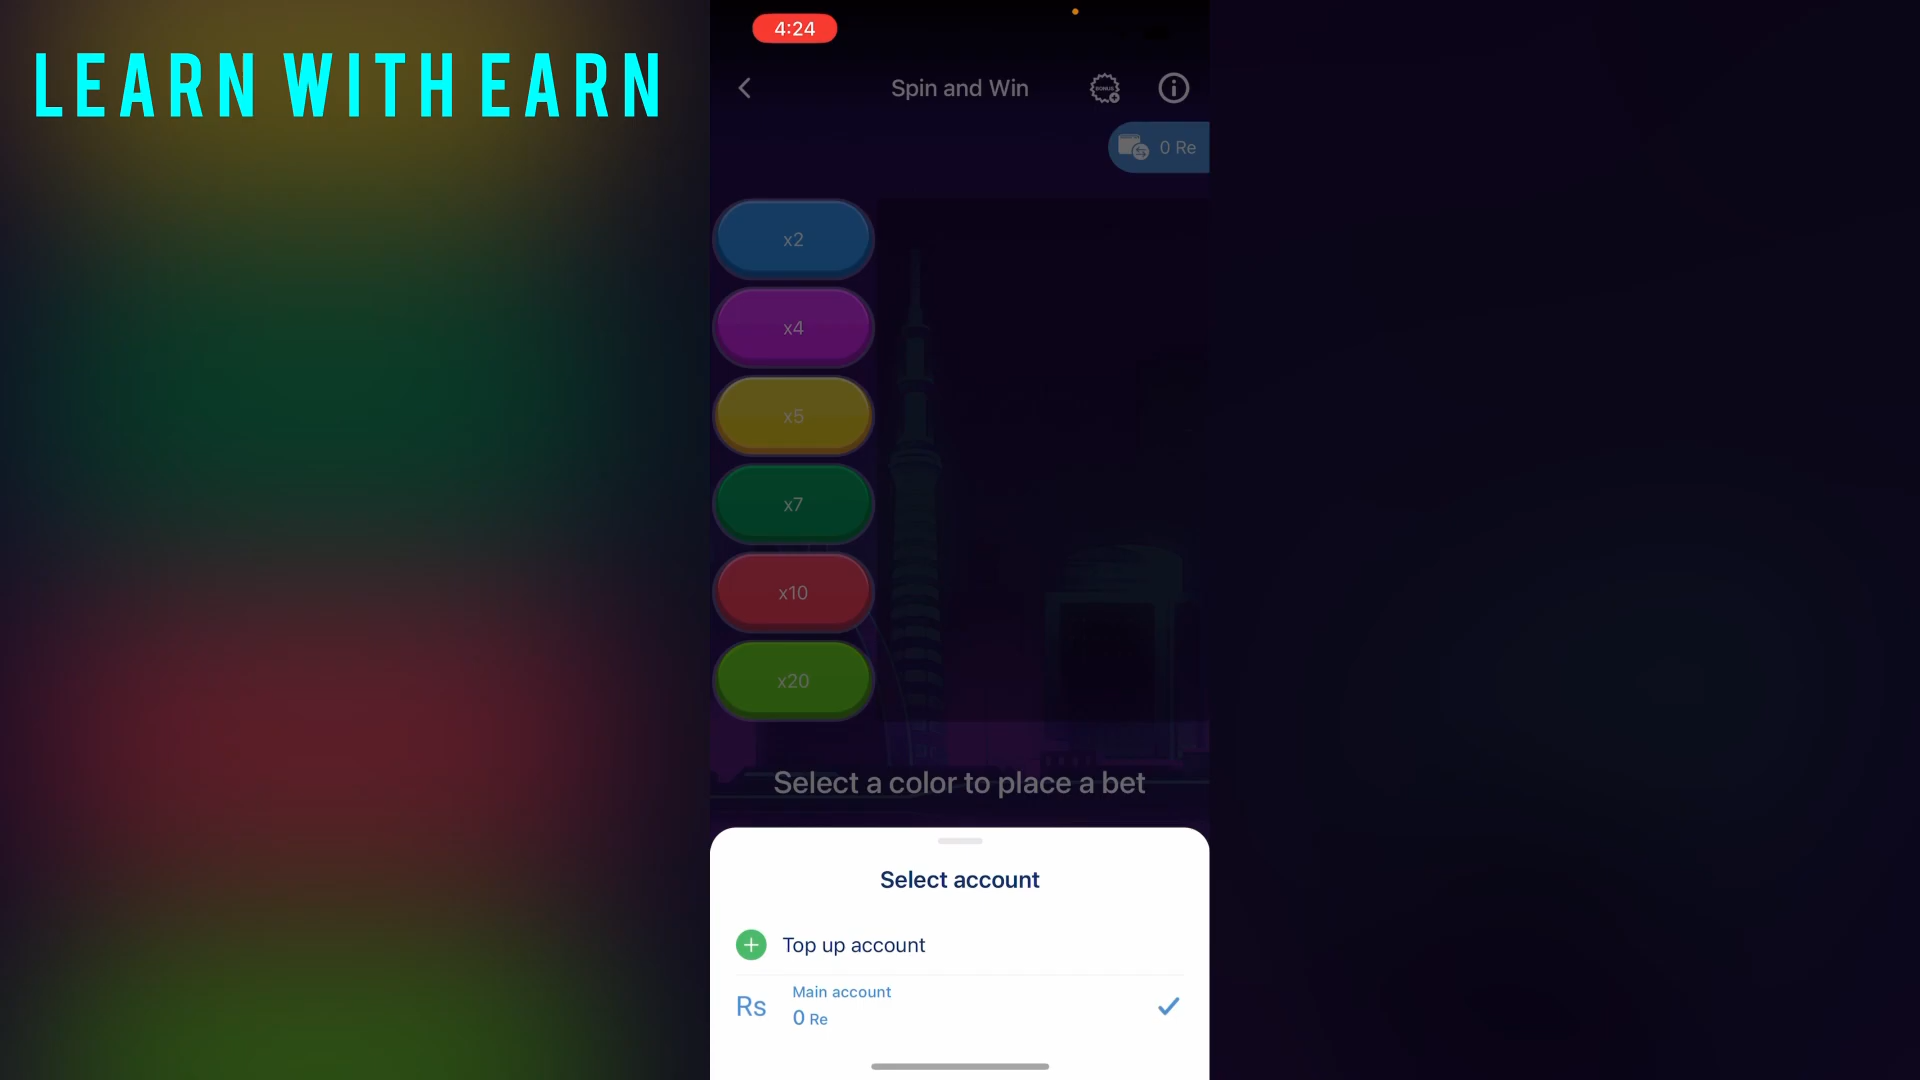 LEARN WITH EARN
4:24
Spin and Win
BONUS
0 Re
x2
x4
x5
x7
x10
x20
Select a color to place a bet
Select account
Top up account
Rs
Main account
0 Re